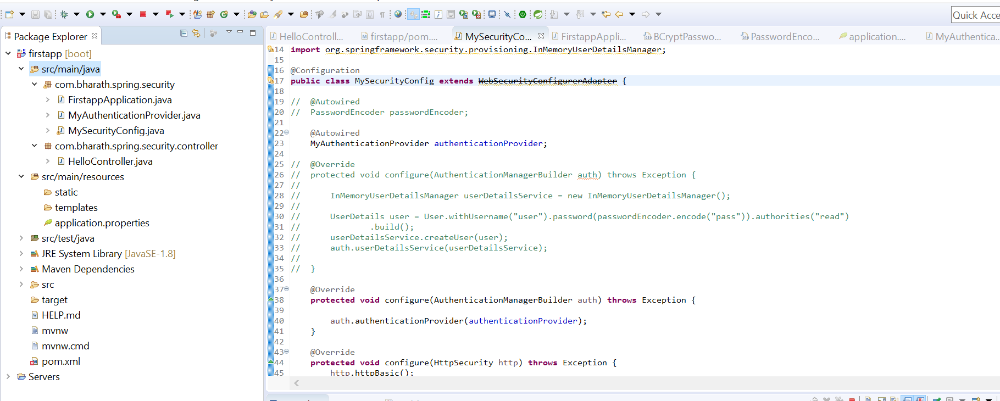 Quick Acce
Package Explorer
firstapp [boot]
src/main/java
com.bharath.spring.security
FirstappApplication.java
MyAuthenticationProvider.java
MySecurityConfig.java
com.bharath.spring.security.controller
HelloController.java
src/main/resources
static
templates
application.properties
src/test/java
JRE System Library [JavaSE-1.8]
Maven Dependencies
src
target
HELP.md
mvnw
mvnw.cmd
pom.xml
Servers
HelloControll... firstapp/pom.... MySecurityCo... FirstappAppli... BCryptPasswo... PasswordEnco... application.... MyAuthentica...
14 import org.springframework.security.provisioning.InMemoryUserDetailsManager;
15
16 @Configuration
17 public class MySecurityConfig extends WebSecurityConfigurerAdapter {
18
19 //  @Autowired
20 //  PasswordEncoder passwordEncoder;
21
22     @Autowired
23     MyAuthenticationProvider authenticationProvider;
24
25 //  @Override
26 //  protected void configure(AuthenticationManagerBuilder auth) throws Exception {
27 //
28 //      InMemoryUserDetailsManager userDetailsService = new InMemoryUserDetailsManager();
29 //
30 //      UserDetails user = User.withUsername("user").password(passwordEncoder.encode("pass")).authorities("read")
31 //              .build();
32 //      userDetailsService.createUser(user);
33 //      auth.userDetailsService(userDetailsService);
34 //
35 //  }
36
37     @Override
38     protected void configure(AuthenticationManagerBuilder auth) throws Exception {
39
40         auth.authenticationProvider(authenticationProvider);
41     }
42
43     @Override
44     protected void configure(HttpSecurity http) throws Exception {
45         http.httpBasic();